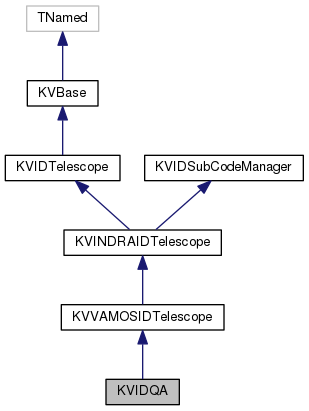 TNamed
KVBase
KVIDTelescope
KVIDSubCodeManager
KVINDRAIDTelescope
KVVAMOSIDTelescope
KVIDQA